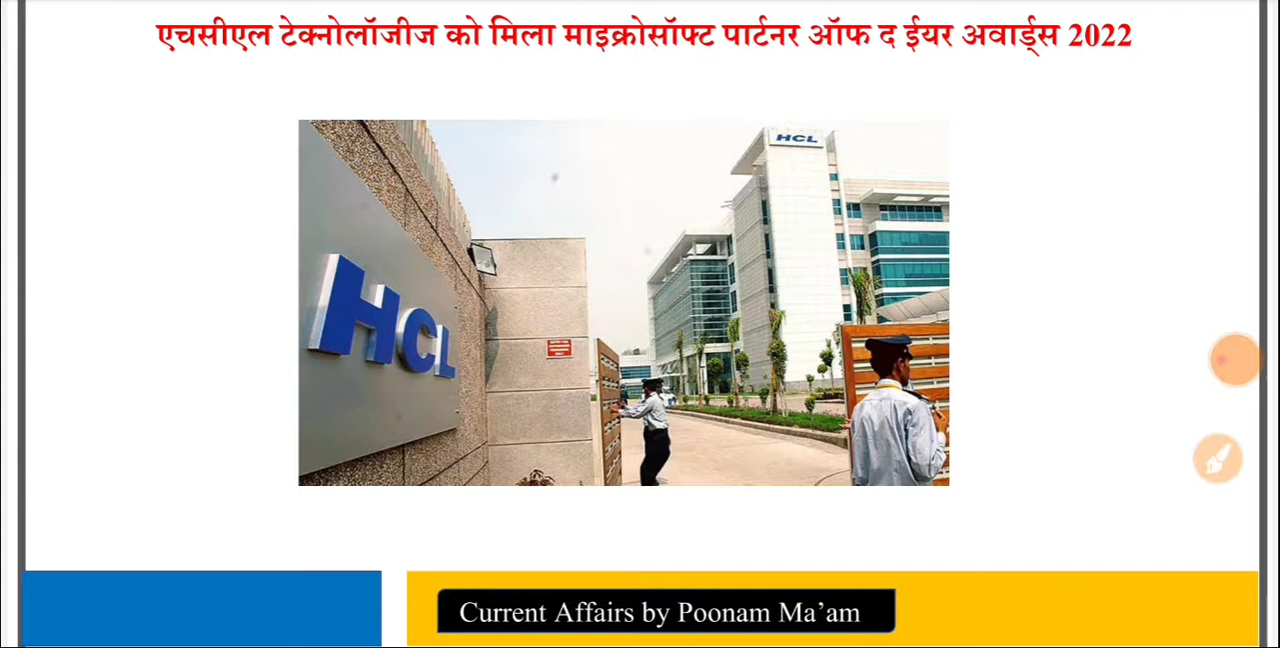 एचसीएल टेक्नोलॉजीज को मिला माइक्रोसॉफ्ट पार्टनर ऑफ द ईयर अवार्ड्स 2022
HCL
HCL
Current Affairs by Poonam Ma’am